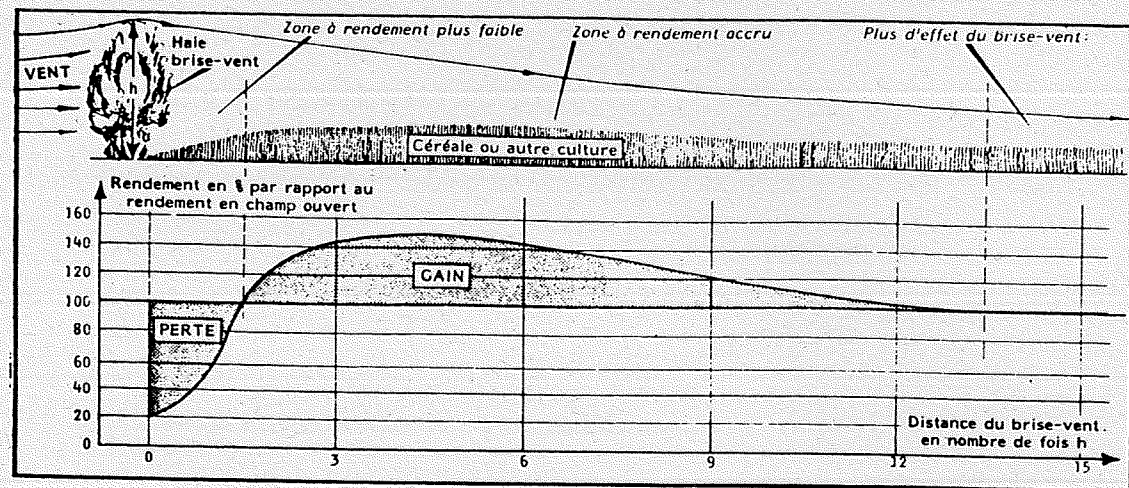 Zone à rendement plus faible
Zone à rendement accru
Plus d'effet du brise-vent:
Haie
brise-vent
VENT
h
Céréale ou autre culture
Rendement en % par rapport au
rendement en champ ouvert
160
140
120
100
80
60
40
20
0
PERTE
GAIN
Distance du brise-vent.
en nombre de fois h
0
3
6
9
12
15